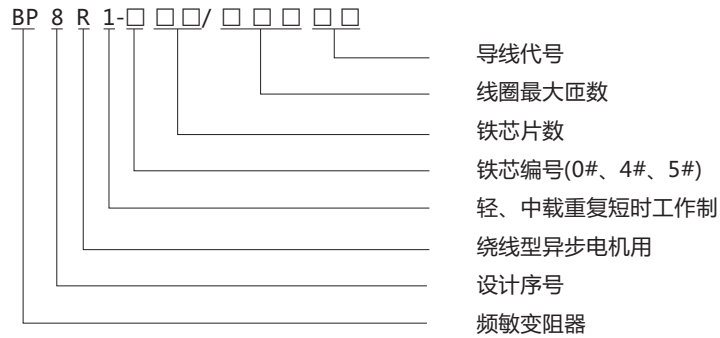 BP 8 R 1-□ □□/ □□□ □□
导线代号
线圈最大匝数
铁芯片数
铁芯编号(0#、4#、5#)
轻、中载重复短时工作制
绕线型异步电机用
设计序号
频敏变阻器